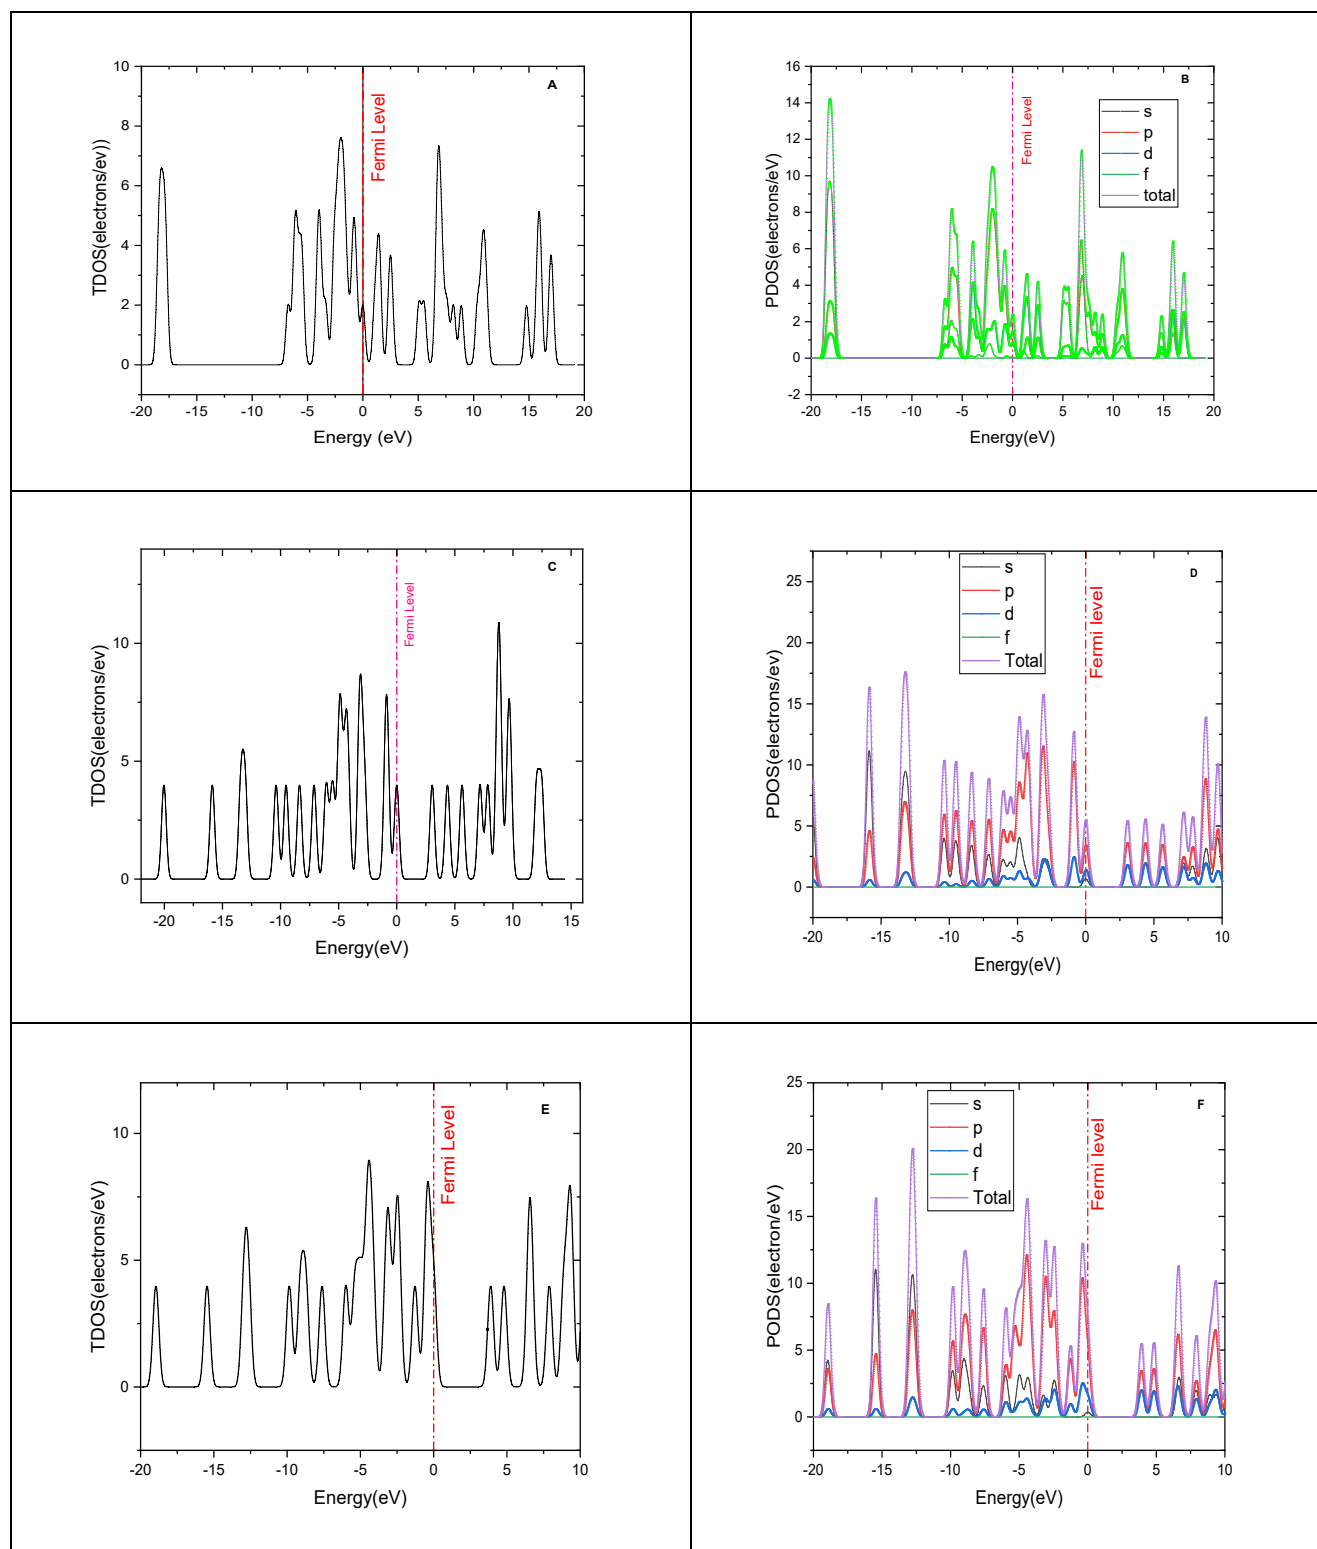 A
10
8
6
4
2
0
-20 -15 -10 -5 0 5 10 15 20
TDOS(electrons/ev))
Energy (eV)
Fermi Level
B
16
14
12
10
8
6
4
2
0
-2
-20 -15 -10 -5 0 5 10 15 20
PDOS(electrons/eV)
Energy(eV)
Fermi Level
s
p
d
f
total
C
10
5
0
-20 -15 -10 -5 0 5 10 15
TDOS(electrons/ev)
Energy(eV)
Fermi Level
D
25
20
15
10
5
0
-20 -15 -10 -5 0 5 10
PDOS(electrons/ev)
Energy(eV)
Fermi level
s
p
d
f
Total
E
10
5
0
-20 -15 -10 -5 0 5 10
TDOS(electrons/eV)
Energy(eV)
Fermi Level
F
25
20
15
10
5
0
-20 -15 -10 -5 0 5 10
PODS(electron/eV)
Energy(eV)
Fermi level
s
p
d
f
Total